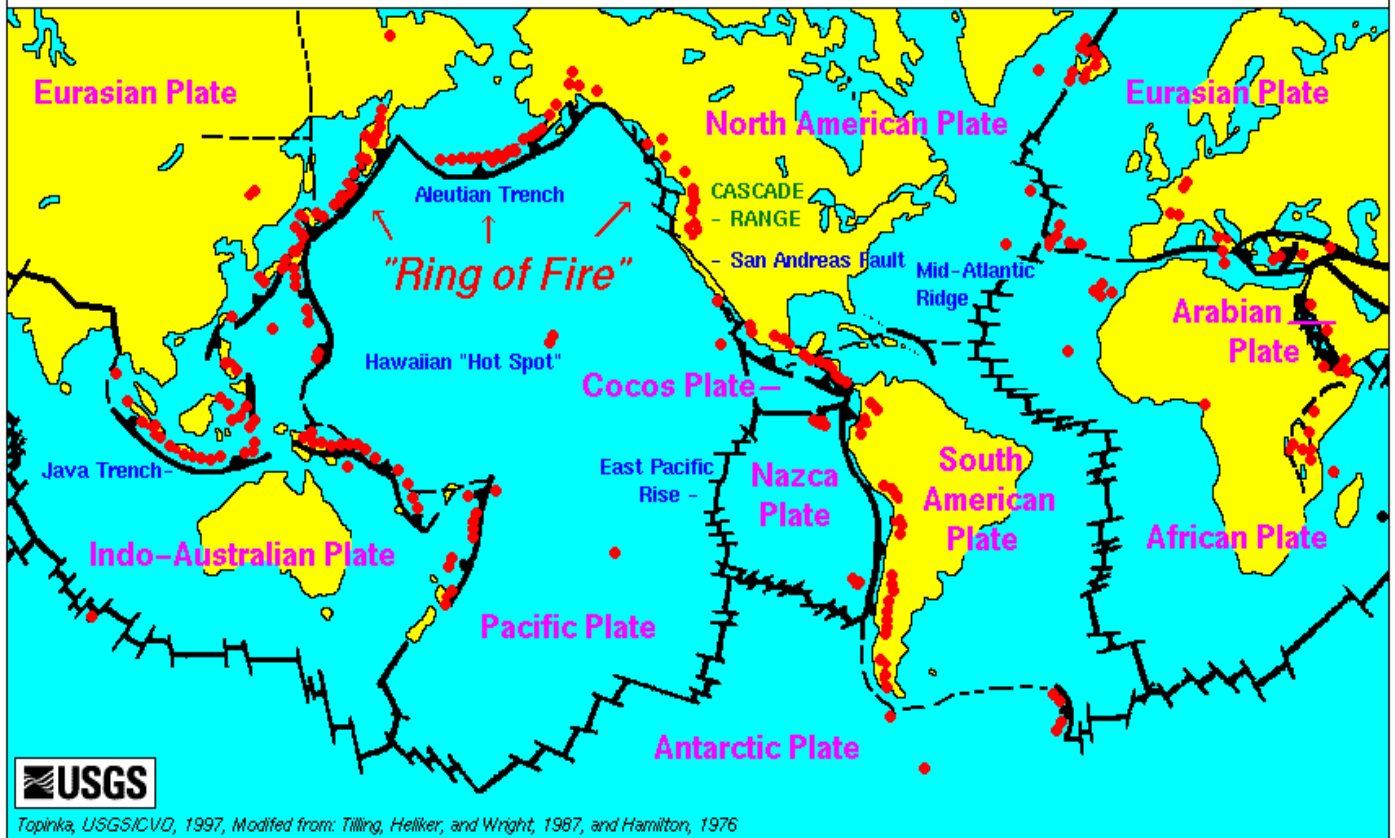 Eurasian Plate
Eurasian Plate
North American Plate
Aleutian Trench
CASCADE
- RANGE
"Ring of Fire"
- San Andreas Fault
Mid-Atlantic
Ridge
Arabian
Plate
Hawaiian "Hot Spot"
Cocos Plate
Java Trench
East Pacific
Rise -
Nazca
Plate
South
American
Plate
African Plate
Indo-Australian Plate
Pacific Plate
Antarctic Plate
USGS
Topinka, USGS/CVO, 1997, Modifed from: Tilling, Heliker, and Wright, 1987, and Hamilton, 1976